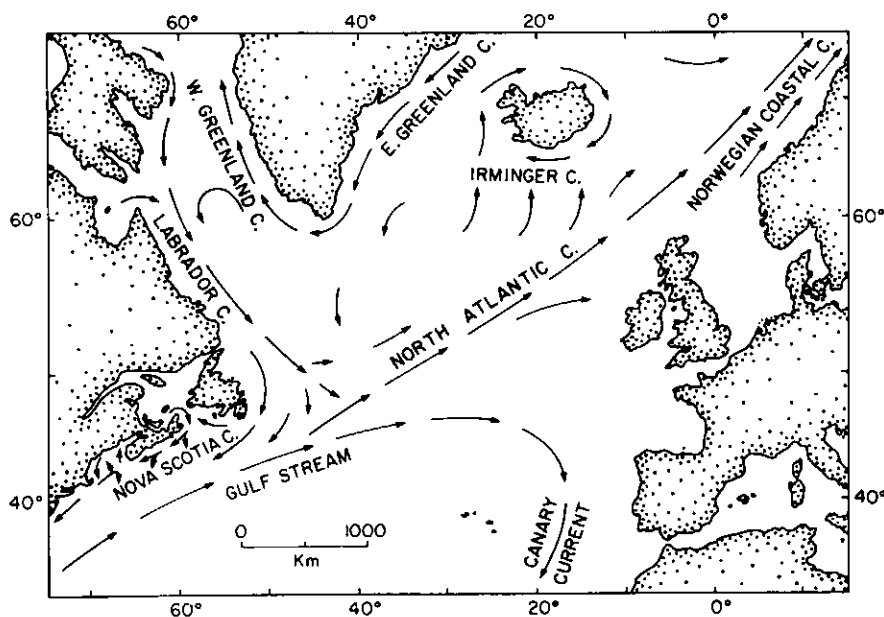 60° 40° 20° 0°
W. GREENLAND C.
E. GREENLAND C.
NORWEGIAN COASTAL C.
IRMINGER C.
60° 60°
LABRADOR C.
NORTH ATLANTIC C.
NOVA SCOTIA C.
GULF STREAM
40° 40°
CANARY
CURRENT
0 1000
Km
60° 40° 20° 0°